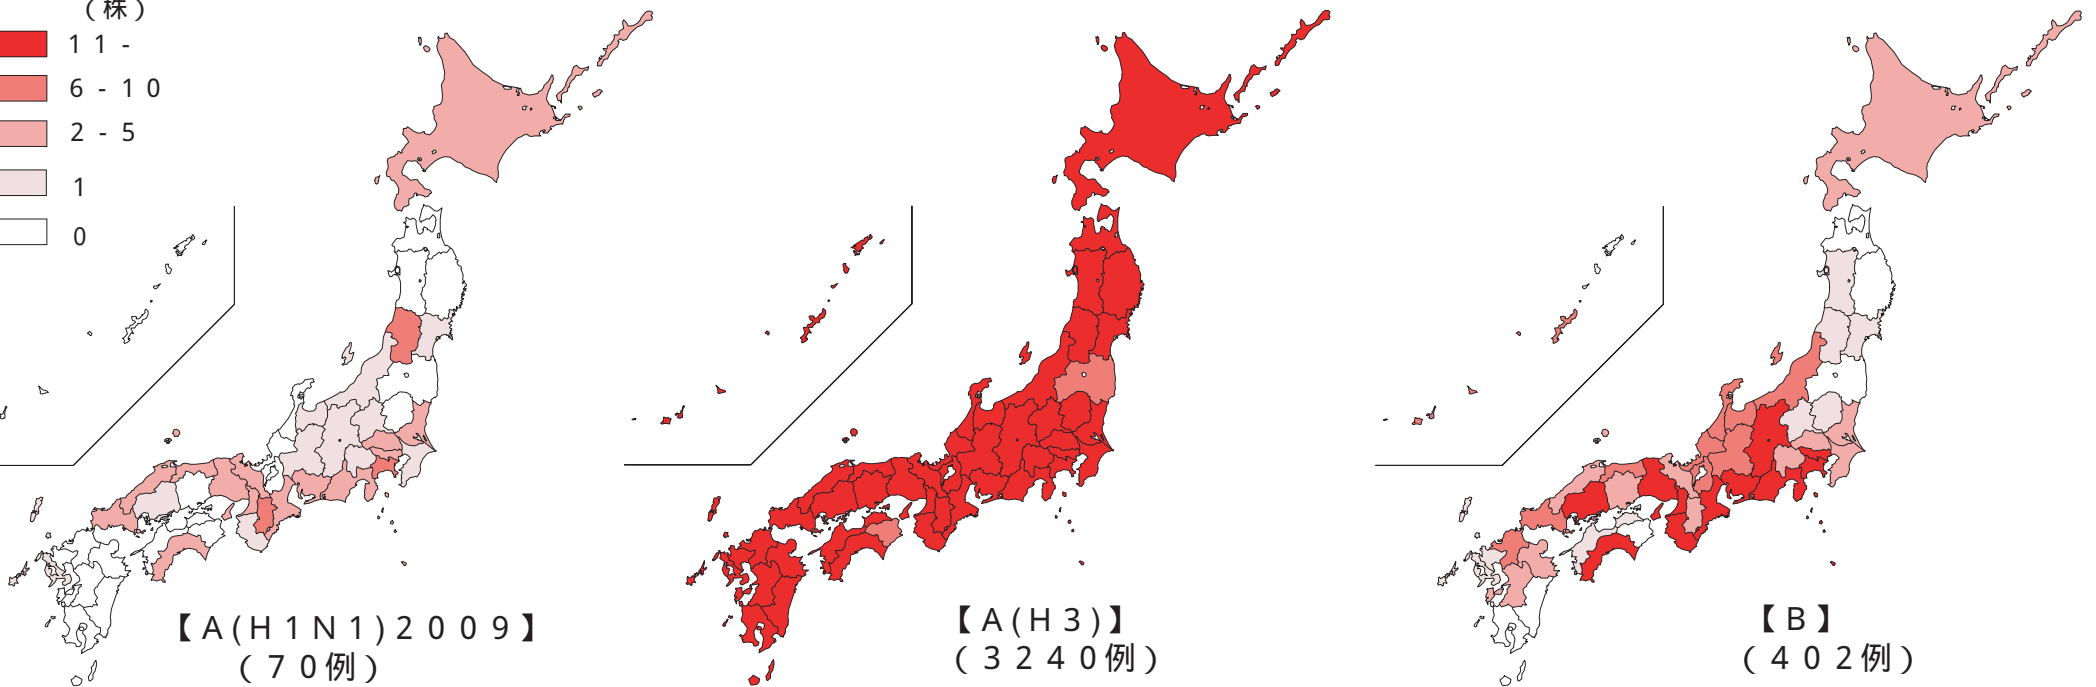 （株）
１１-
６-１０
２-５
１
０
【A(H１N１)２００９】
（７０例）
【A(H３)】
（３２４０例）
【B】
（４０２例）